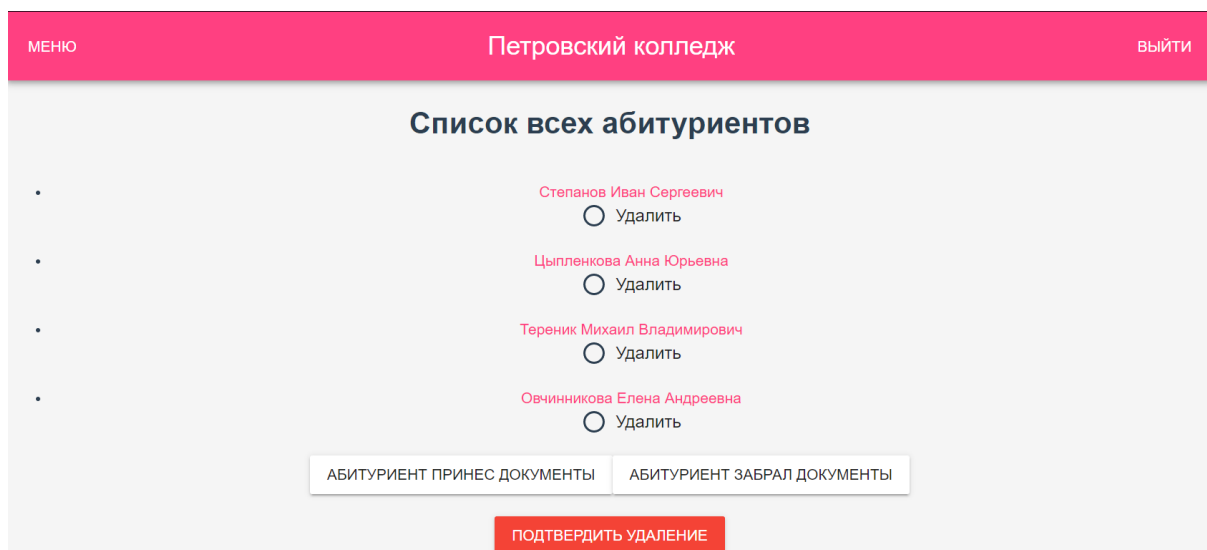 МЕНЮ
Петровский колледж
ВЫЙТИ
Список всех абитуриентов
Степанов Иван Сергеевич
Удалить
Цыпленкова Анна Юрьевна
Удалить
Тереник Михаил Владимирович
Удалить
Овчинникова Елена Андреевна
Удалить
АБИТУРИЕНТ ПРИНЕС ДОКУМЕНТЫ
АБИТУРИЕНТ ЗАБРАЛ ДОКУМЕНТЫ
ПОДТВЕРДИТЬ УДАЛЕНИЕ